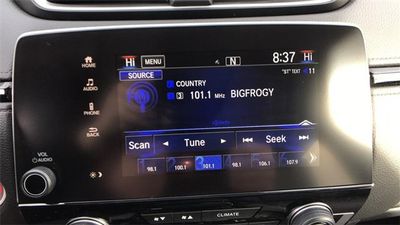 Hi MENU N 8:37 Hi
HOME
SOURCE
"ST" TEXT 11
AUDIO
COUNTRY
3 101.1 MHz BIGFROGY
PHONE
BACK
Scan Tune Seek
VOL
AUDIO
98.1 100.1 101.1 98.1 106.1 107.9
CLIMATE